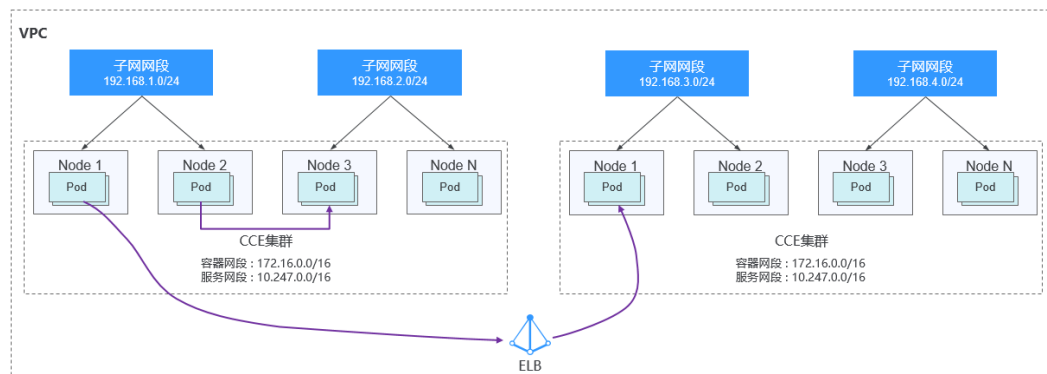 VPC
子网网段
192.168.1.0/24
子网网段
192.168.2.0/24
子网网段
192.168.3.0/24
子网网段
192.168.4.0/24
Node 1
Pod
Node 2
Pod
Node 3
Pod
Node N
Pod
CCE集群
容器网段 : 172.16.0.0/16
服务网段 : 10.247.0.0/16
Node 1
Pod
Node 2
Pod
Node 3
Pod
Node N
Pod
CCE集群
容器网段 : 172.16.0.0/16
服务网段 : 10.247.0.0/16
ELB